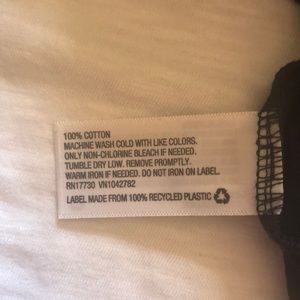 100% COTTON
MACHINE WASH COLD WITH LIKE COLORS.
ONLY NON-CHLORINE BLEACH IF NEEDED.
TUMBLE DRY LOW. REMOVE PROMPTLY.
WARM IRON IF NEEDED. DO NOT IRON ON LABEL.
RN17730 VN1042782
LABEL MADE FROM 100% RECYCLED PLASTIC